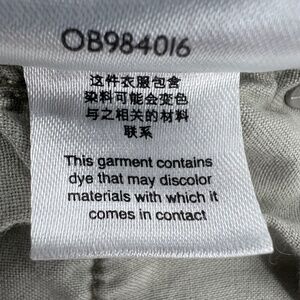 OB984016
这件衣服包含
染料可能会变色
与之相关的材料
联系
This garment contains
dye that may discolor
materials with which it
comes in contact